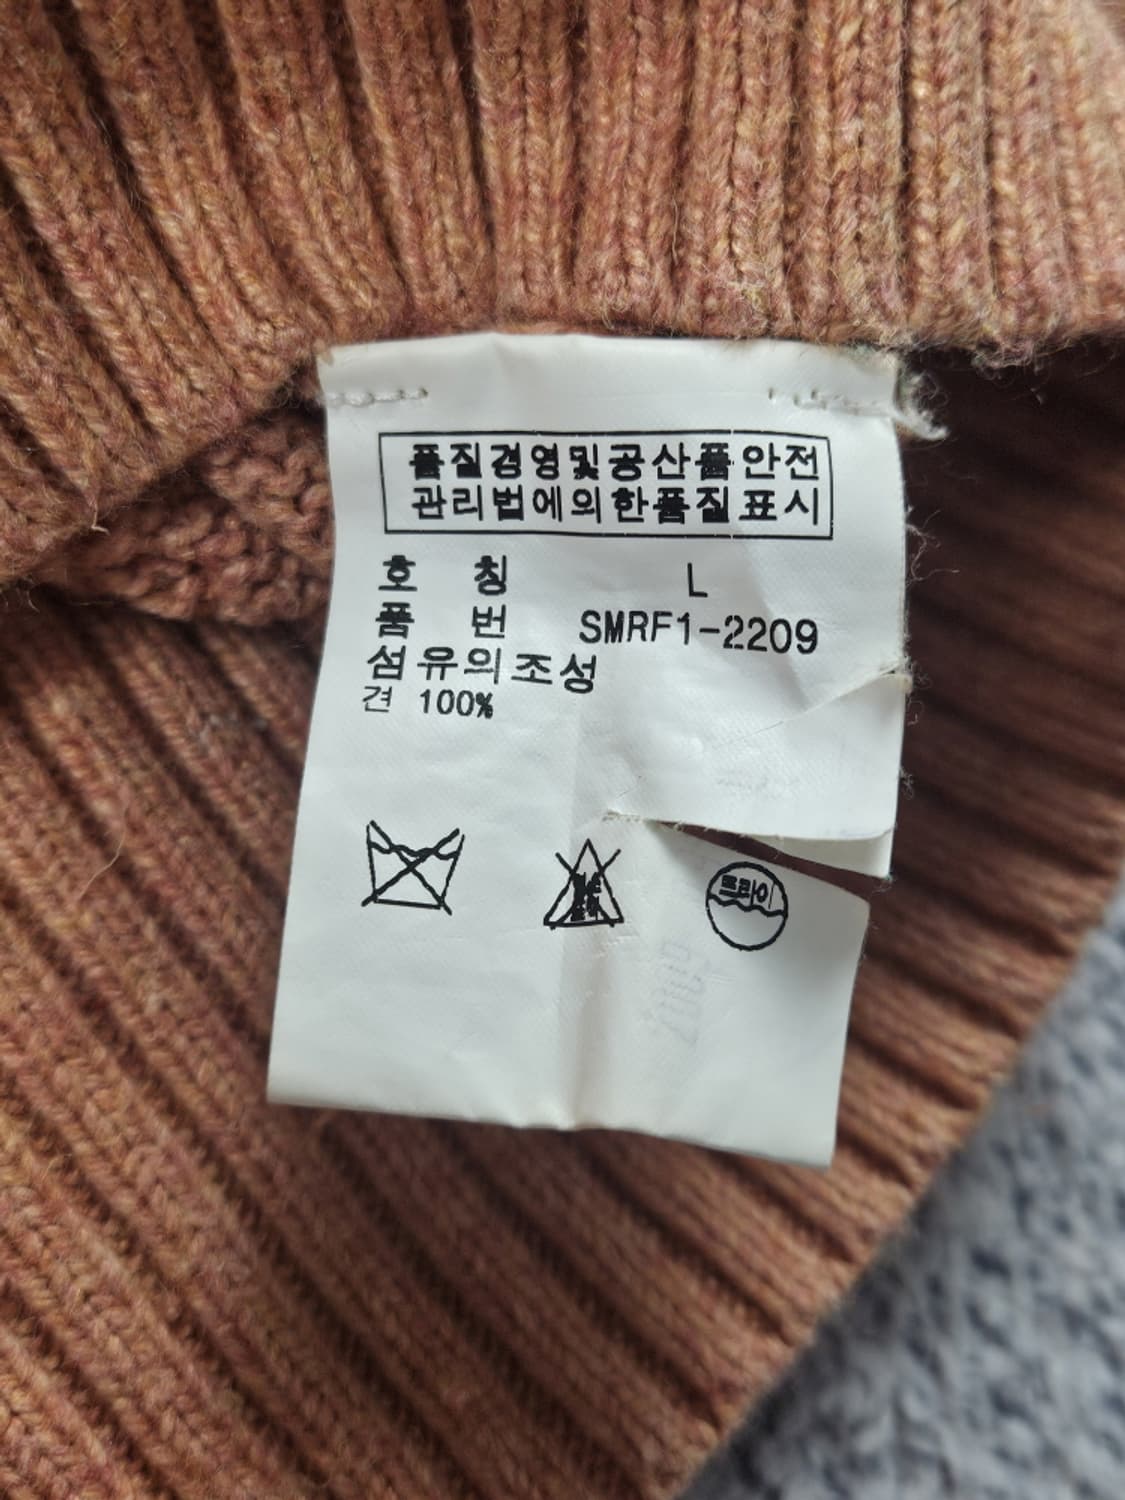 품질경영및공산품안전
관리법에의한품질표시
호 칭 L
품 번 SMRF1-2209
섬유의조성
견 100%
드라이